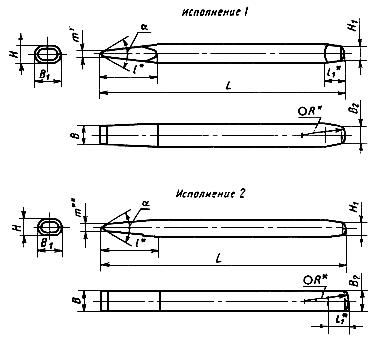 Исполнение 1
H
B₁
m*
α
l*
l₁*
H₁
L
B
OR*
B₂
Исполнение 2
H
B₁
m**
α
l*
H₁
L
B
OR*
B₂
l₁*